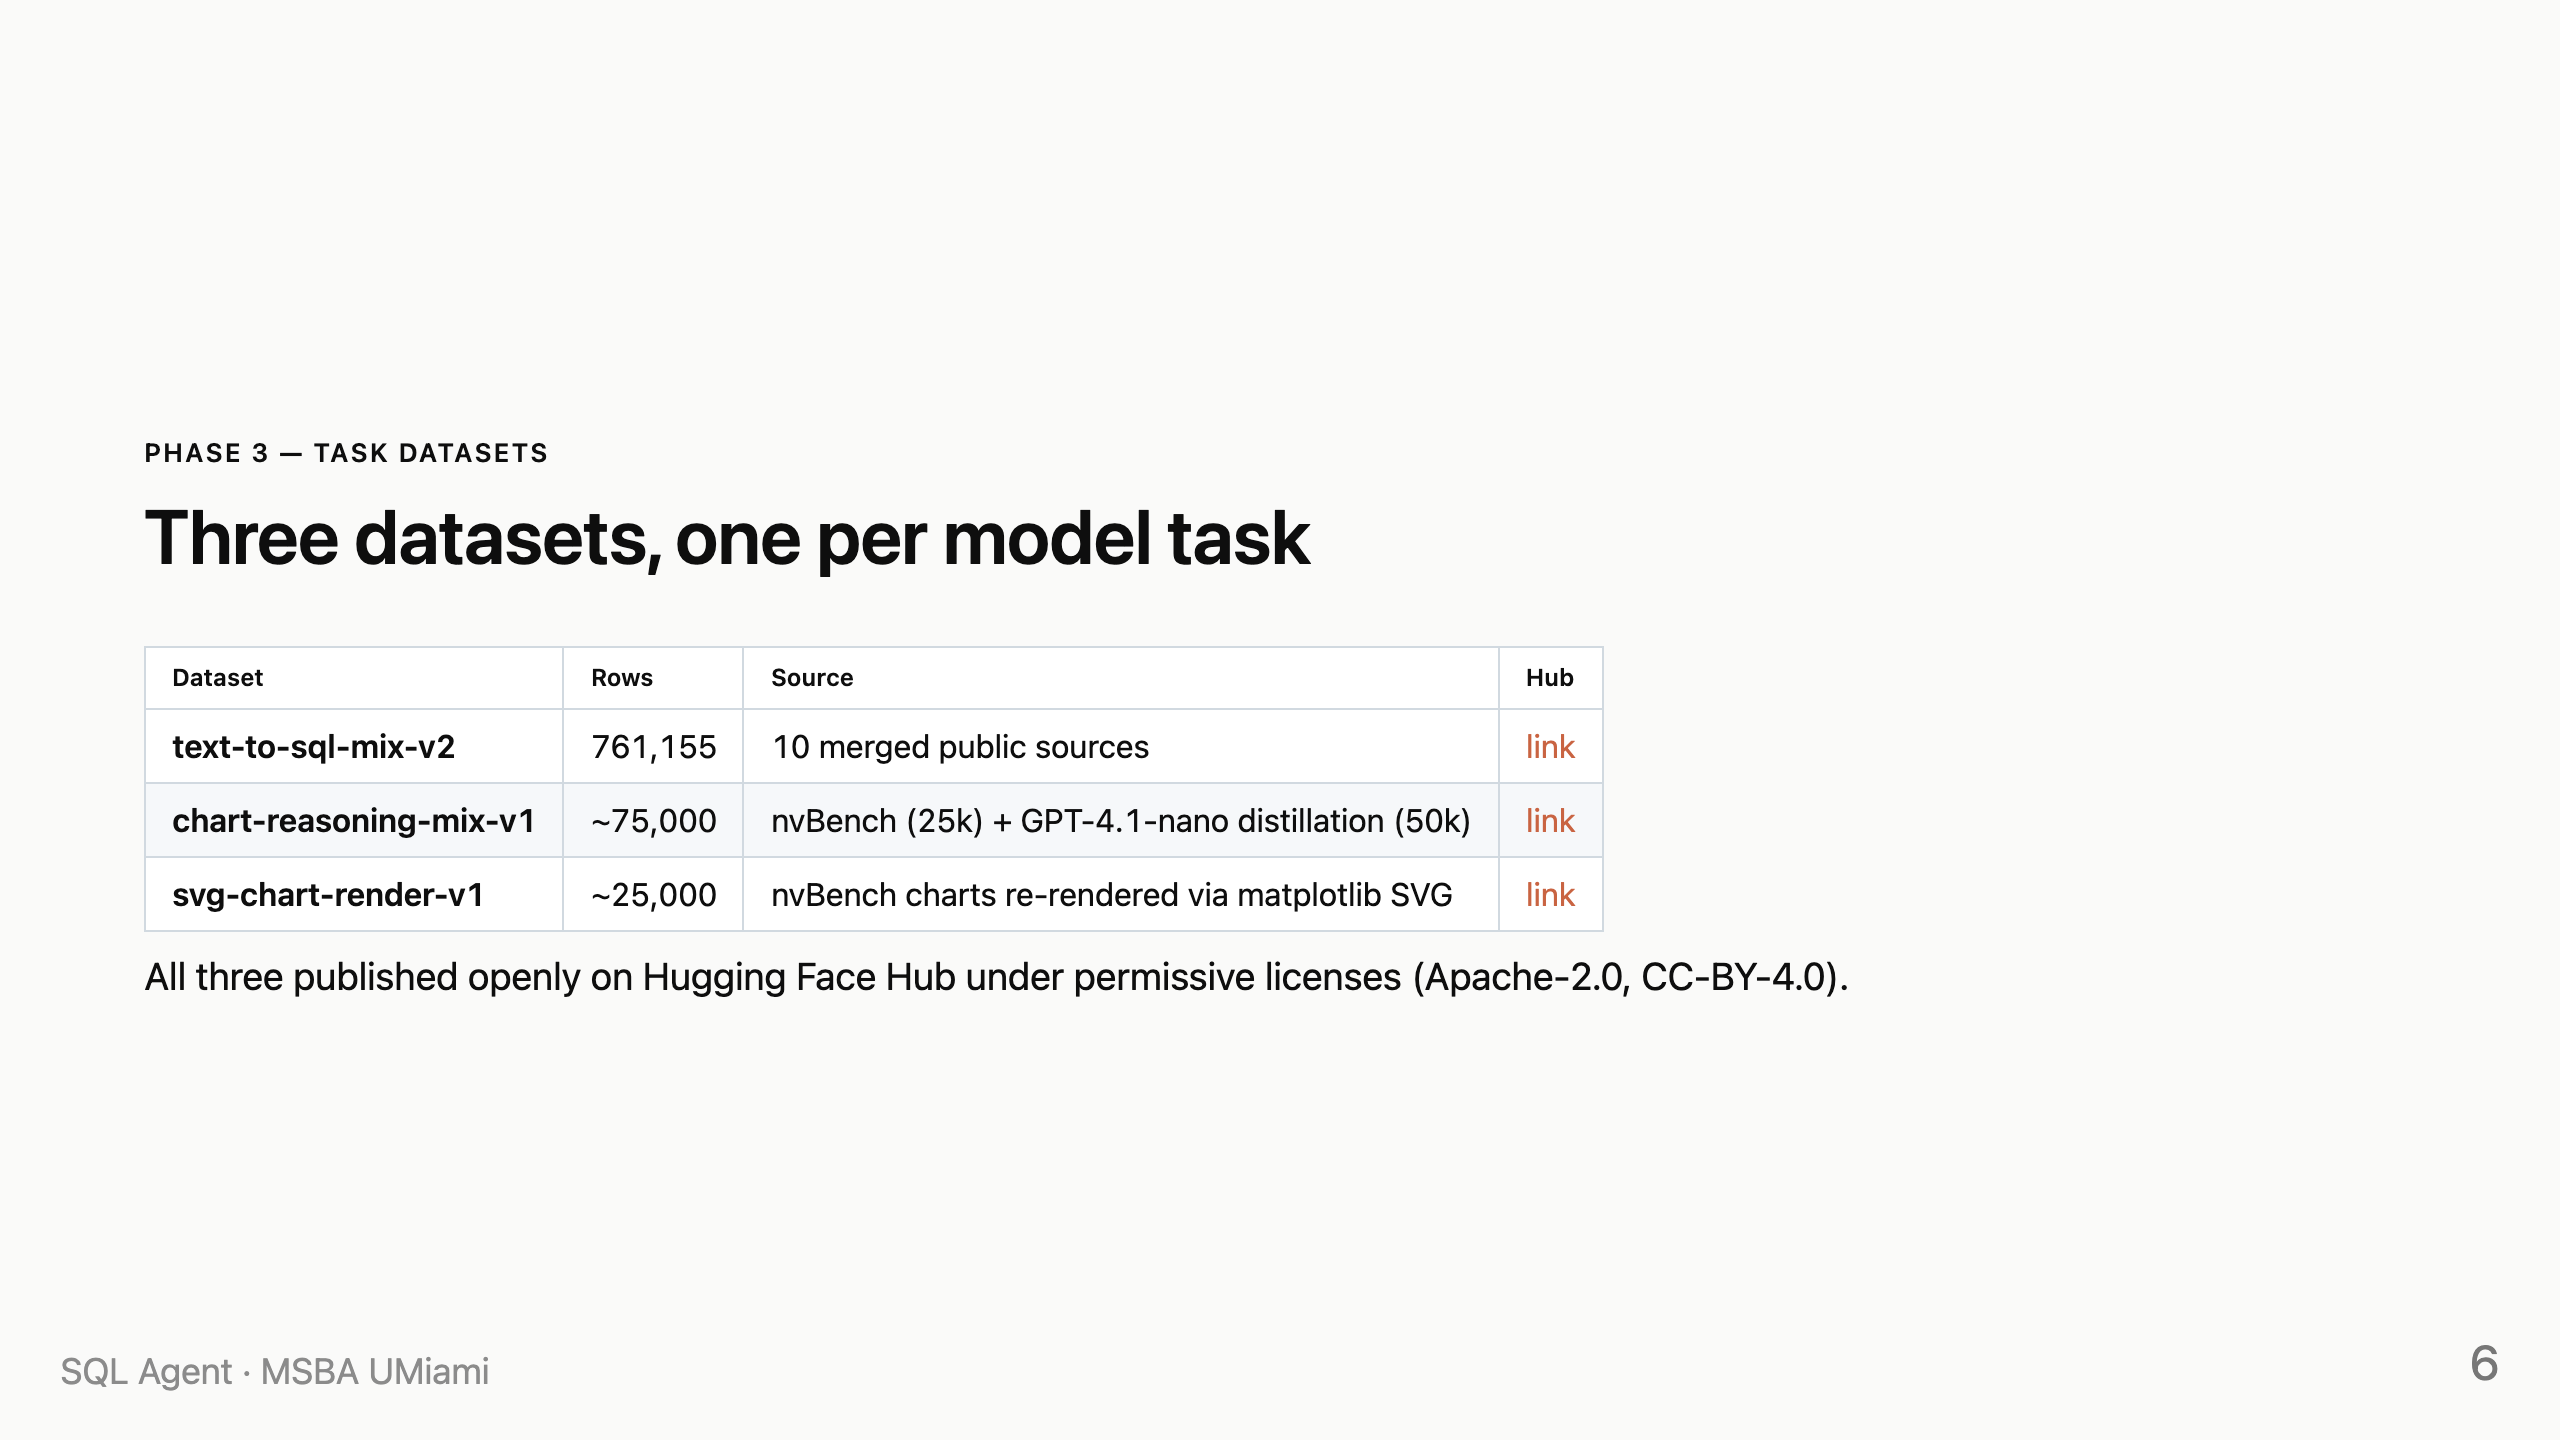 PHASE 3 — TASK DATASETS
Three datasets, one per model task
Dataset Rows Source Hub
text-to-sql-mix-v2 761,155 10 merged public sources link
chart-reasoning-mix-v1 ~75,000 nvBench (25k) + GPT-4.1-nano distillation (50k) link
svg-chart-render-v1 ~25,000 nvBench charts re-rendered via matplotlib SVG link
All three published openly on Hugging Face Hub under permissive licenses (Apache-2.0, CC-BY-4.0).
SQL Agent · MSBA UMiami
6